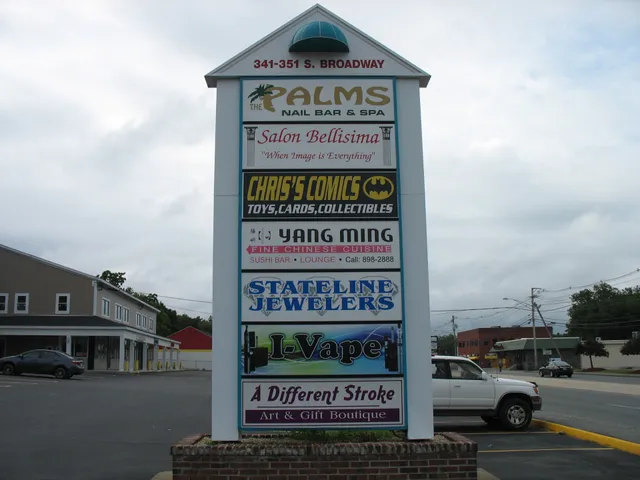 341-351 S. BROADWAY
THE PALMS
NAIL BAR & SPA
Salon Bellisima
"When Image is Everything"
CHRIS'S COMICS
TOYS,CARDS,COLLECTIBLES
YANG MING
FINE CHINESE CUISINE
SUSHI BAR • LOUNGE • Call: 898-2888
STATELINE
JEWELERS
I-Vape
A Different Stroke
Art & Gift Boutique